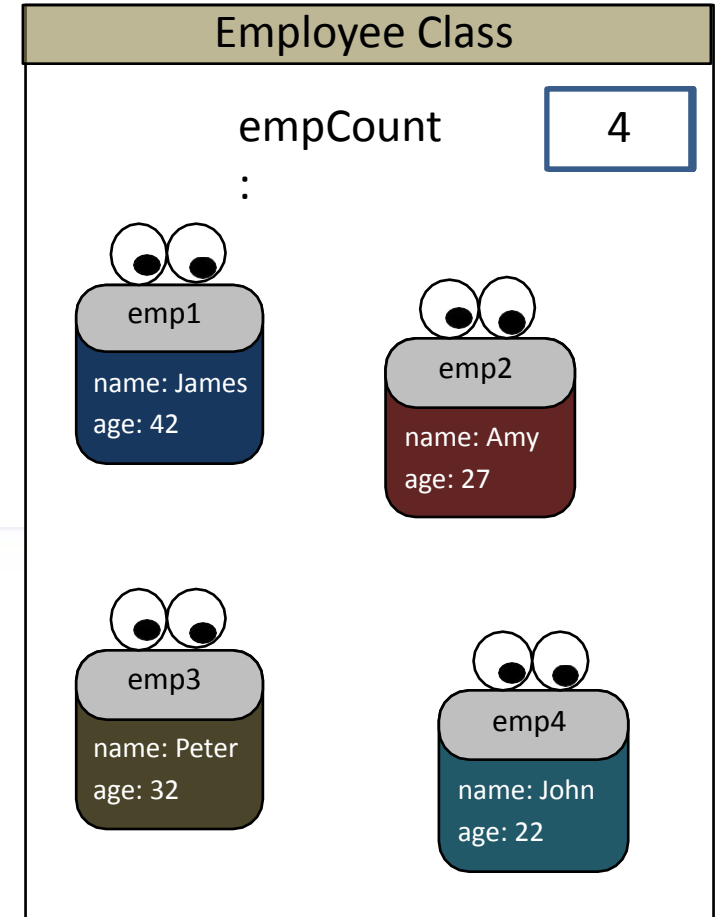 Employee Class
empCount
:
4
emp1
name: James
age: 42
emp2
name: Amy
age: 27
emp3
name: Peter
age: 32
emp4
name: John
age: 22